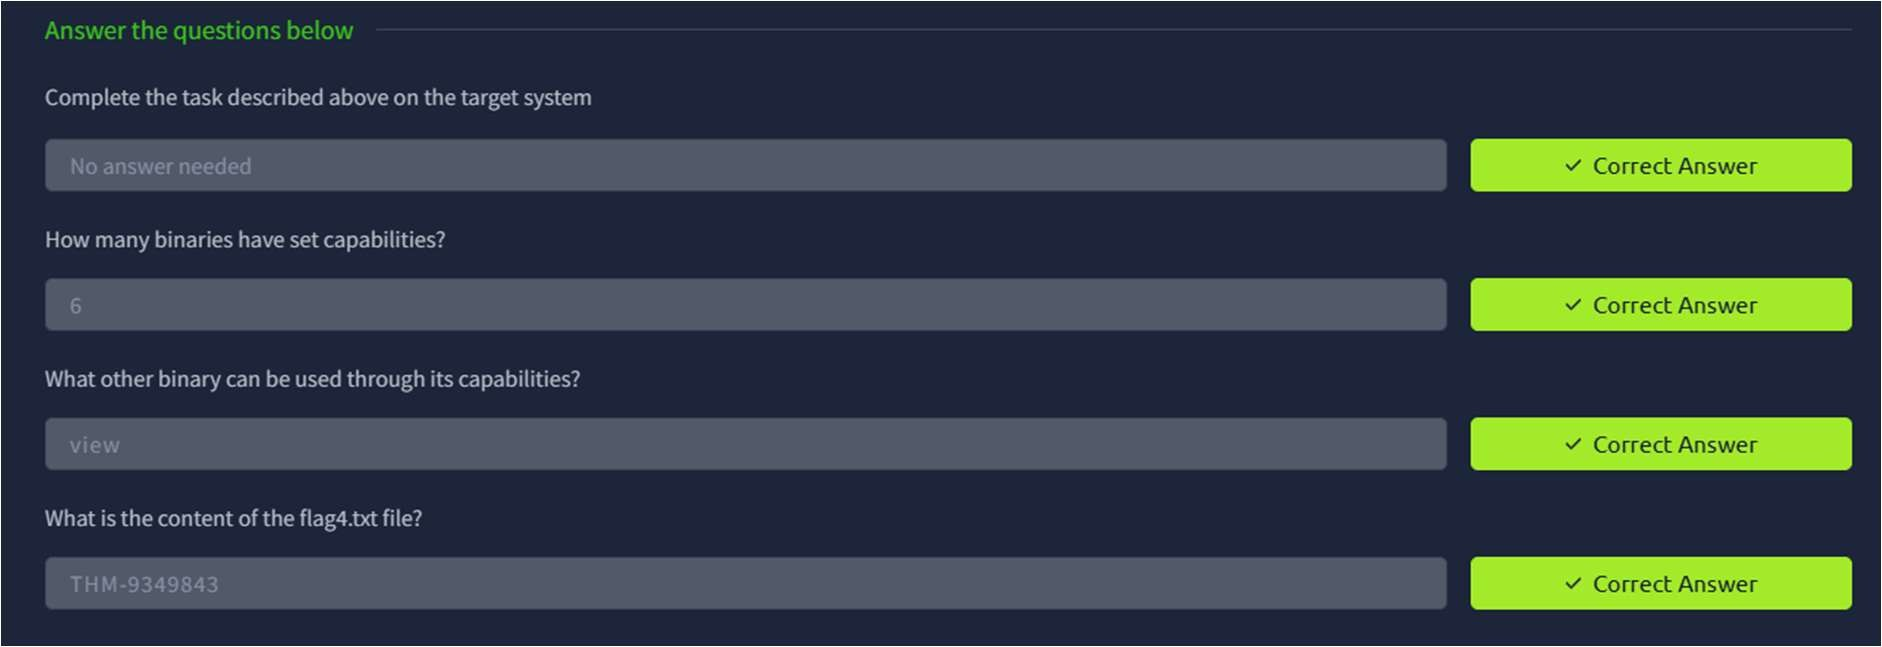 Answer the questions below
Complete the task described above on the target system
No answer needed
✓ Correct Answer
How many binaries have set capabilities?
6
✓ Correct Answer
What other binary can be used through its capabilities?
view
✓ Correct Answer
What is the content of the flag4.txt file?
THM-9349843
✓ Correct Answer